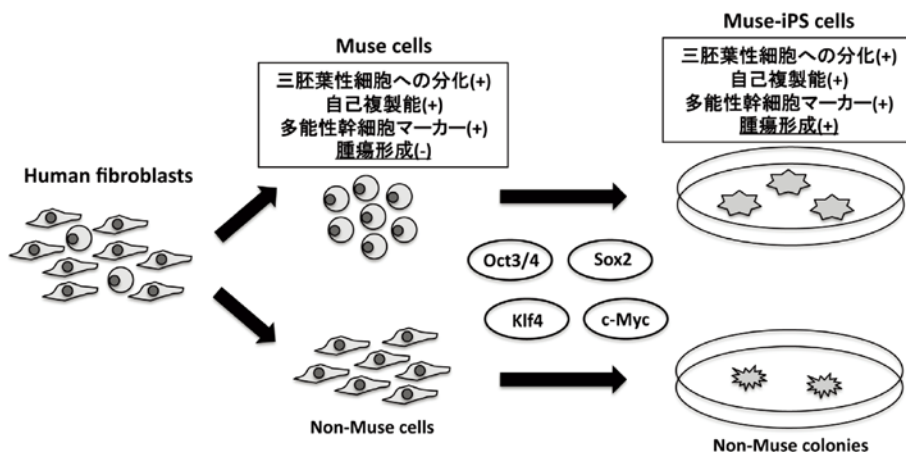 Muse cells
三胚葉性細胞への分化(+)
自己複製能(+)
多能性幹細胞マーカー(+)
腫瘍形成(-)
Muse-iPS cells
三胚葉性細胞への分化(+)
自己複製能(+)
多能性幹細胞マーカー(+)
腫瘍形成(+)
Human fibroblasts
Oct3/4
Sox2
Klf4
c-Myc
Non-Muse cells
Non-Muse colonies